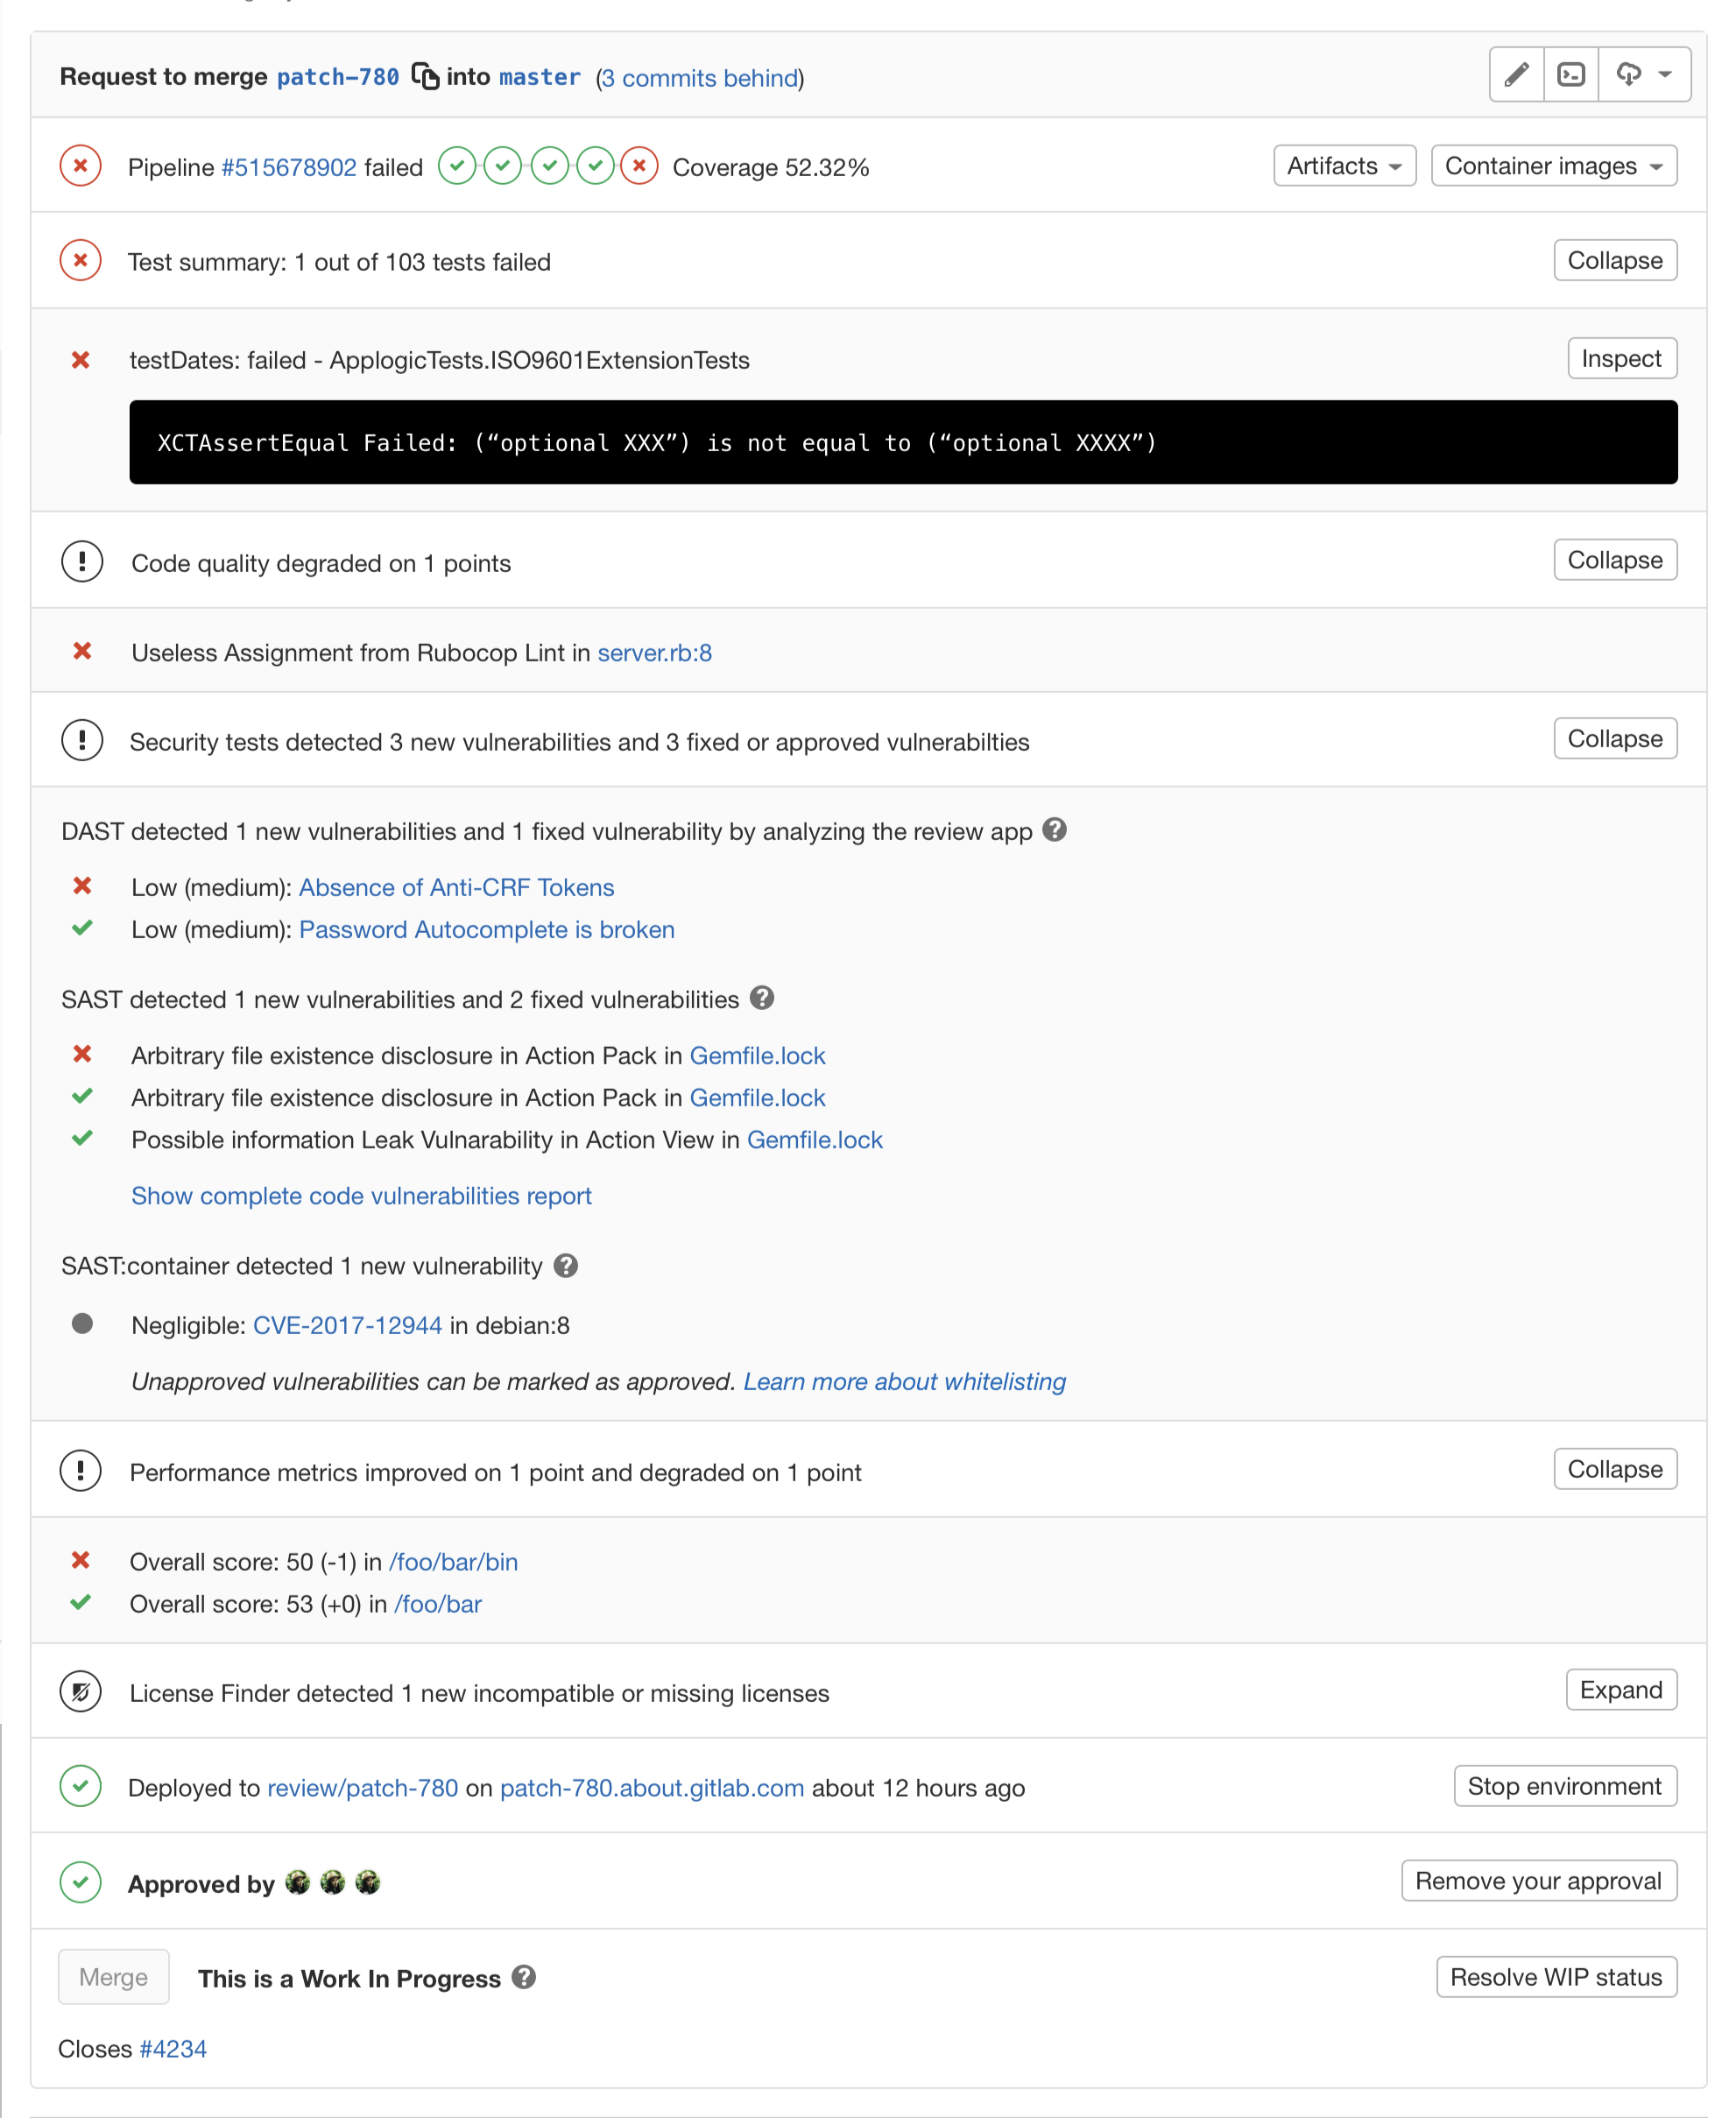 Request to merge patch-780 into master (3 commits behind)
Pipeline #515678902 failed Coverage 52.32% Artifacts Container images
Test summary: 1 out of 103 tests failed Collapse
testDates: failed - ApplogicTests.ISO9601ExtensionTests Inspect
XCTAssertEqual Failed: (“optional XXX”) is not equal to (“optional XXXX”)
Code quality degraded on 1 points Collapse
Useless Assignment from Rubocop Lint in server.rb:8
Security tests detected 3 new vulnerabilities and 3 fixed or approved vulnerabilties Collapse
DAST detected 1 new vulnerabilities and 1 fixed vulnerability by analyzing the review app
Low (medium): Absence of Anti-CRF Tokens
Low (medium): Password Autocomplete is broken
SAST detected 1 new vulnerabilities and 2 fixed vulnerabilities
Arbitrary file existence disclosure in Action Pack in Gemfile.lock
Arbitrary file existence disclosure in Action Pack in Gemfile.lock
Possible information Leak Vulnarability in Action View in Gemfile.lock
Show complete code vulnerabilities report
SAST:container detected 1 new vulnerability
Negligible: CVE-2017-12944 in debian:8
Unapproved vulnerabilities can be marked as approved. Learn more about whitelisting
Performance metrics improved on 1 point and degraded on 1 point Collapse
Overall score: 50 (-1) in /foo/bar/bin
Overall score: 53 (+0) in /foo/bar
License Finder detected 1 new incompatible or missing licenses Expand
Deployed to review/patch-780 on patch-780.about.gitlab.com about 12 hours ago Stop environment
Approved by Remove your approval
Merge This is a Work In Progress Resolve WIP status
Closes #4234